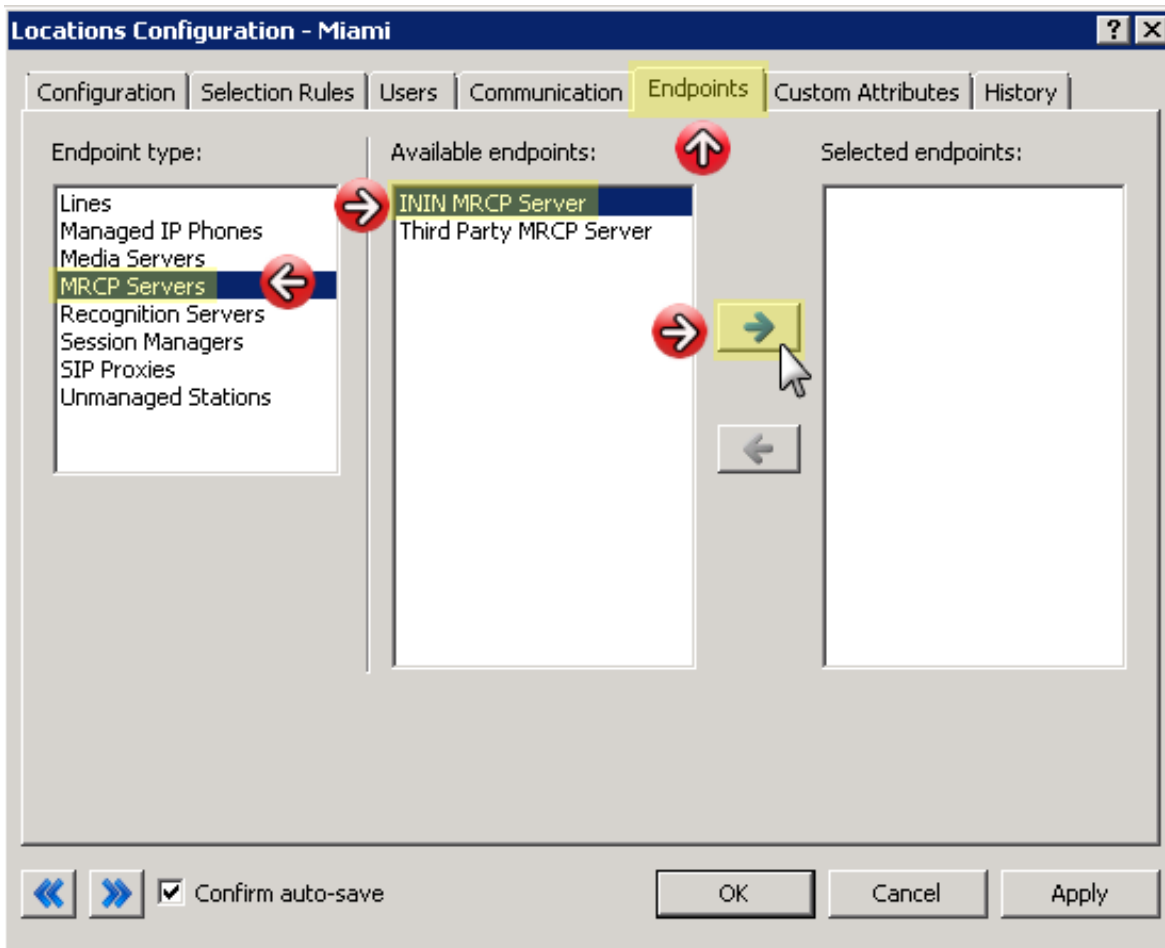 Locations Configuration - Miami
Configuration Selection Rules Users Communication Endpoints Custom Attributes History
Endpoint type:
Available endpoints:
Selected endpoints:
Lines
Managed IP Phones
Media Servers
MRCP Servers
Recognition Servers
Session Managers
SIP Proxies
Unmanaged Stations
ININ MRCP Server
Third Party MRCP Server
Confirm auto-save
OK
Cancel
Apply